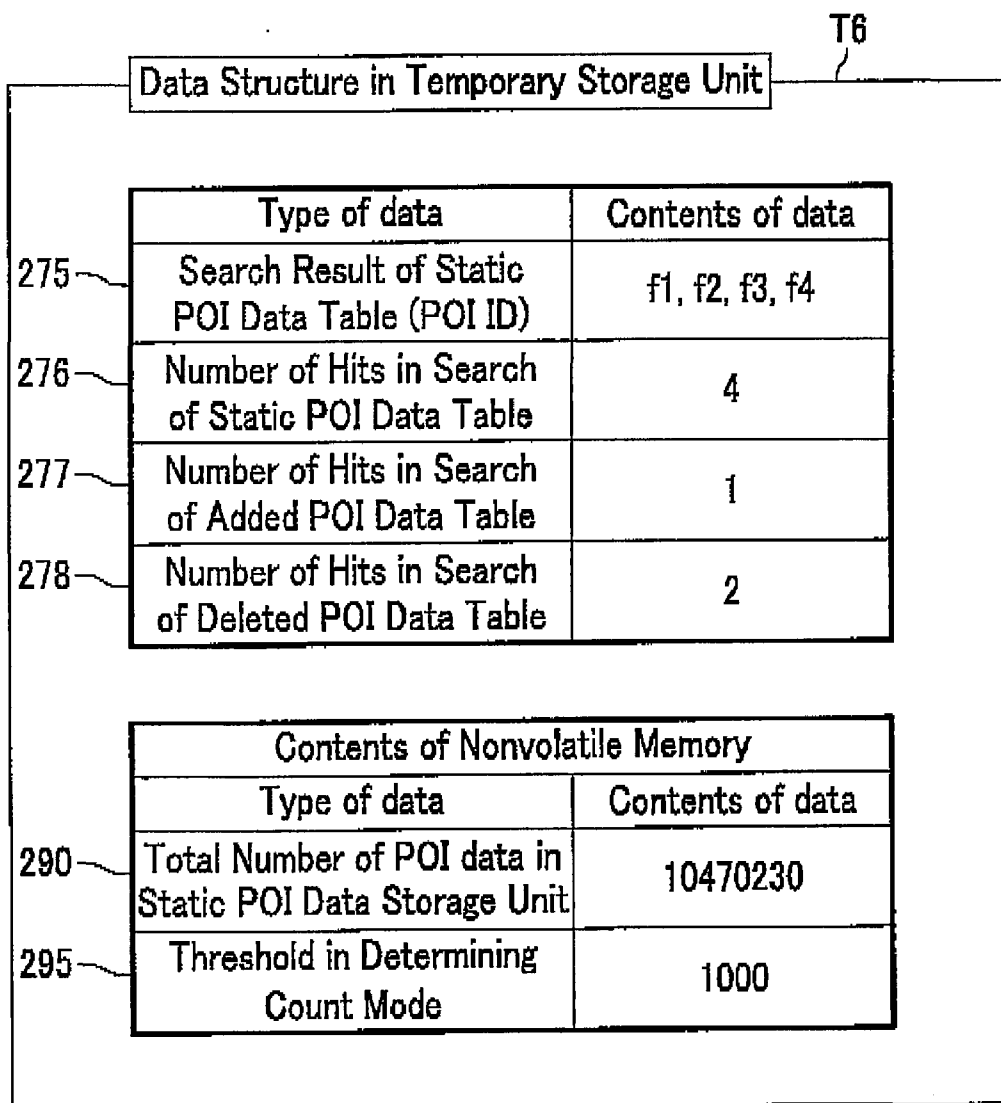 T6
Data Structure in Temporary Storage Unit
Type of data
Contents of data
275
Search Result of Static
POI Data Table (POI ID)
f1, f2, f3, f4
276
Number of Hits in Search
of Static POI Data Table
4
277
Number of Hits in Search
of Added POI Data Table
1
278
Number of Hits in Search
of Deleted POI Data Table
2
Contents of Nonvolatile Memory
Type of data
Contents of data
290
Total Number of POI data in
Static POI Data Storage Unit
10470230
295
Threshold in Determining
Count Mode
1000